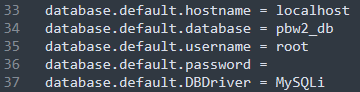 33 database.default.hostname = localhost
34 database.default.database = pbw2_db
35 database.default.username = root
36 database.default.password =
37 database.default.DBDriver = MySQLi